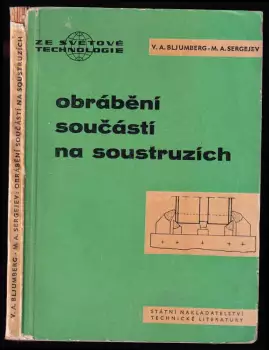 V. A. BLJUMBERG - M. A. SERGEJEV: OBRÁBĚNÍ SOUČÁSTÍ NA SOUSTRUZÍCH
ZE SVĚTOVÉ
TECHNOLOGIE
V. A. BLJUMBERG - M. A. SERGEJEV
obrábění
součástí
na soustruzích
STÁTNÍ NAKLADATELSTVÍ
TECHNICKÉ LITERATURY